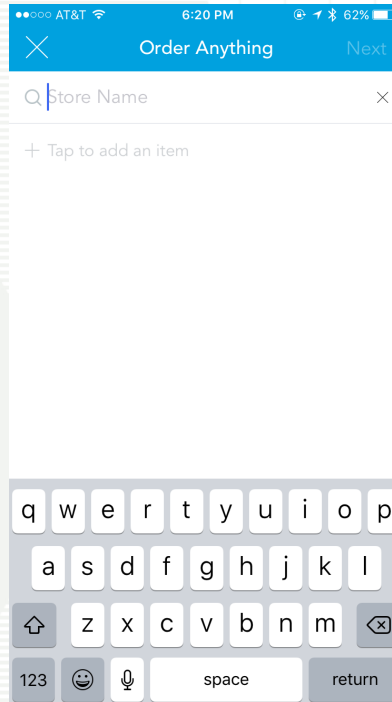 AT&T 6:20 PM 62%
Order Anything Next
Store Name
Tap to add an item
q w e r t y u i o p
a s d f g h j k l
z x c v b n m
123 space return